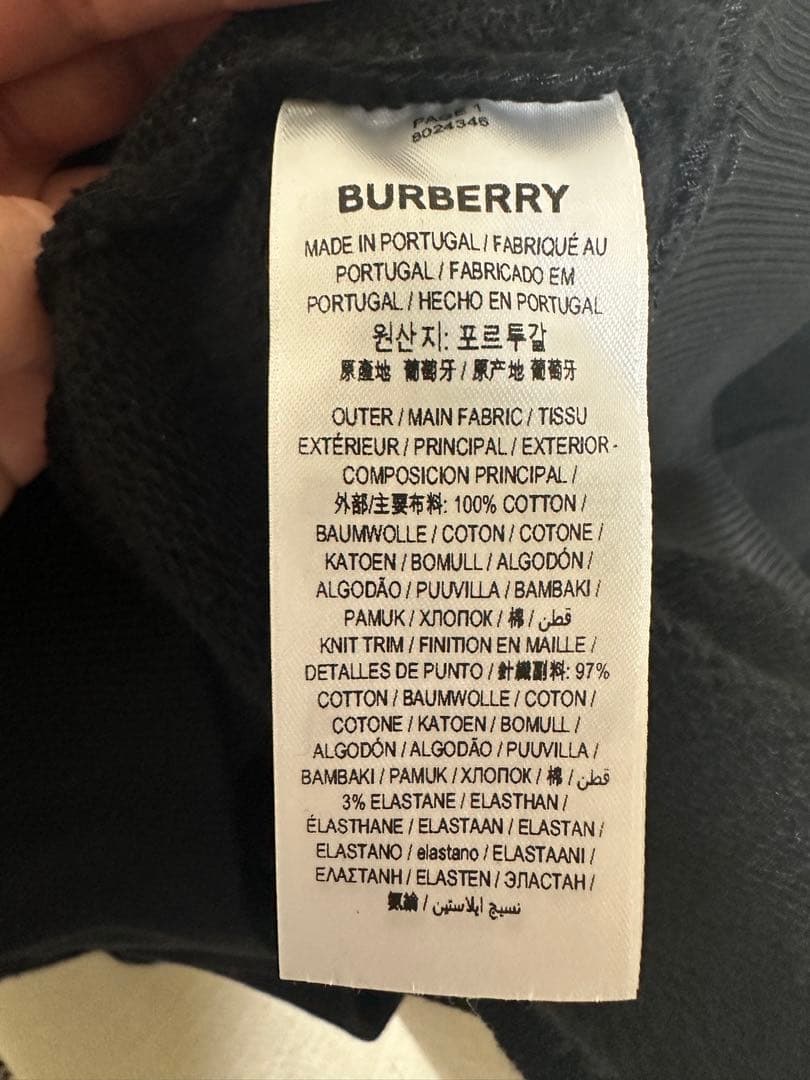 PAGE 1
8024346
BURBERRY
MADE IN PORTUGAL / FABRIQUÉ AU
PORTUGAL / FABRICADO EM
PORTUGAL / HECHO EN PORTUGAL
원산지: 포르투갈
原產地 葡萄牙 / 原产地 葡萄牙
OUTER / MAIN FABRIC / TISSU
EXTÉRIEUR / PRINCIPAL / EXTERIOR -
COMPOSICION PRINCIPAL /
外部/主要布料: 100% COTTON /
BAUMWOLLE / COTON / COTONE /
KATOEN / BOMULL / ALGODÓN /
ALGODÃO / PUUVILLA / BAMBAKI /
PAMUK / ХЛОПОК / 棉 / قطن
KNIT TRIM / FINITION EN MAILLE /
DETALLES DE PUNTO / 針織副料: 97%
COTTON / BAUMWOLLE / COTON /
COTONE / KATOEN / BOMULL /
ALGODÓN / ALGODÃO / PUUVILLA /
BAMBAKI / PAMUK / ХЛОПОК / 棉 / قطن
3% ELASTANE / ELASTHAN /
ÉLASTHANE / ELASTAAN / ELASTAN /
ELASTANO / elastano / ELASTAANI /
ΕΛΑΣΤΑΝΗ / ELASTEN / ЭЛАСТАН /
氨綸 / نسيج ايلاستين